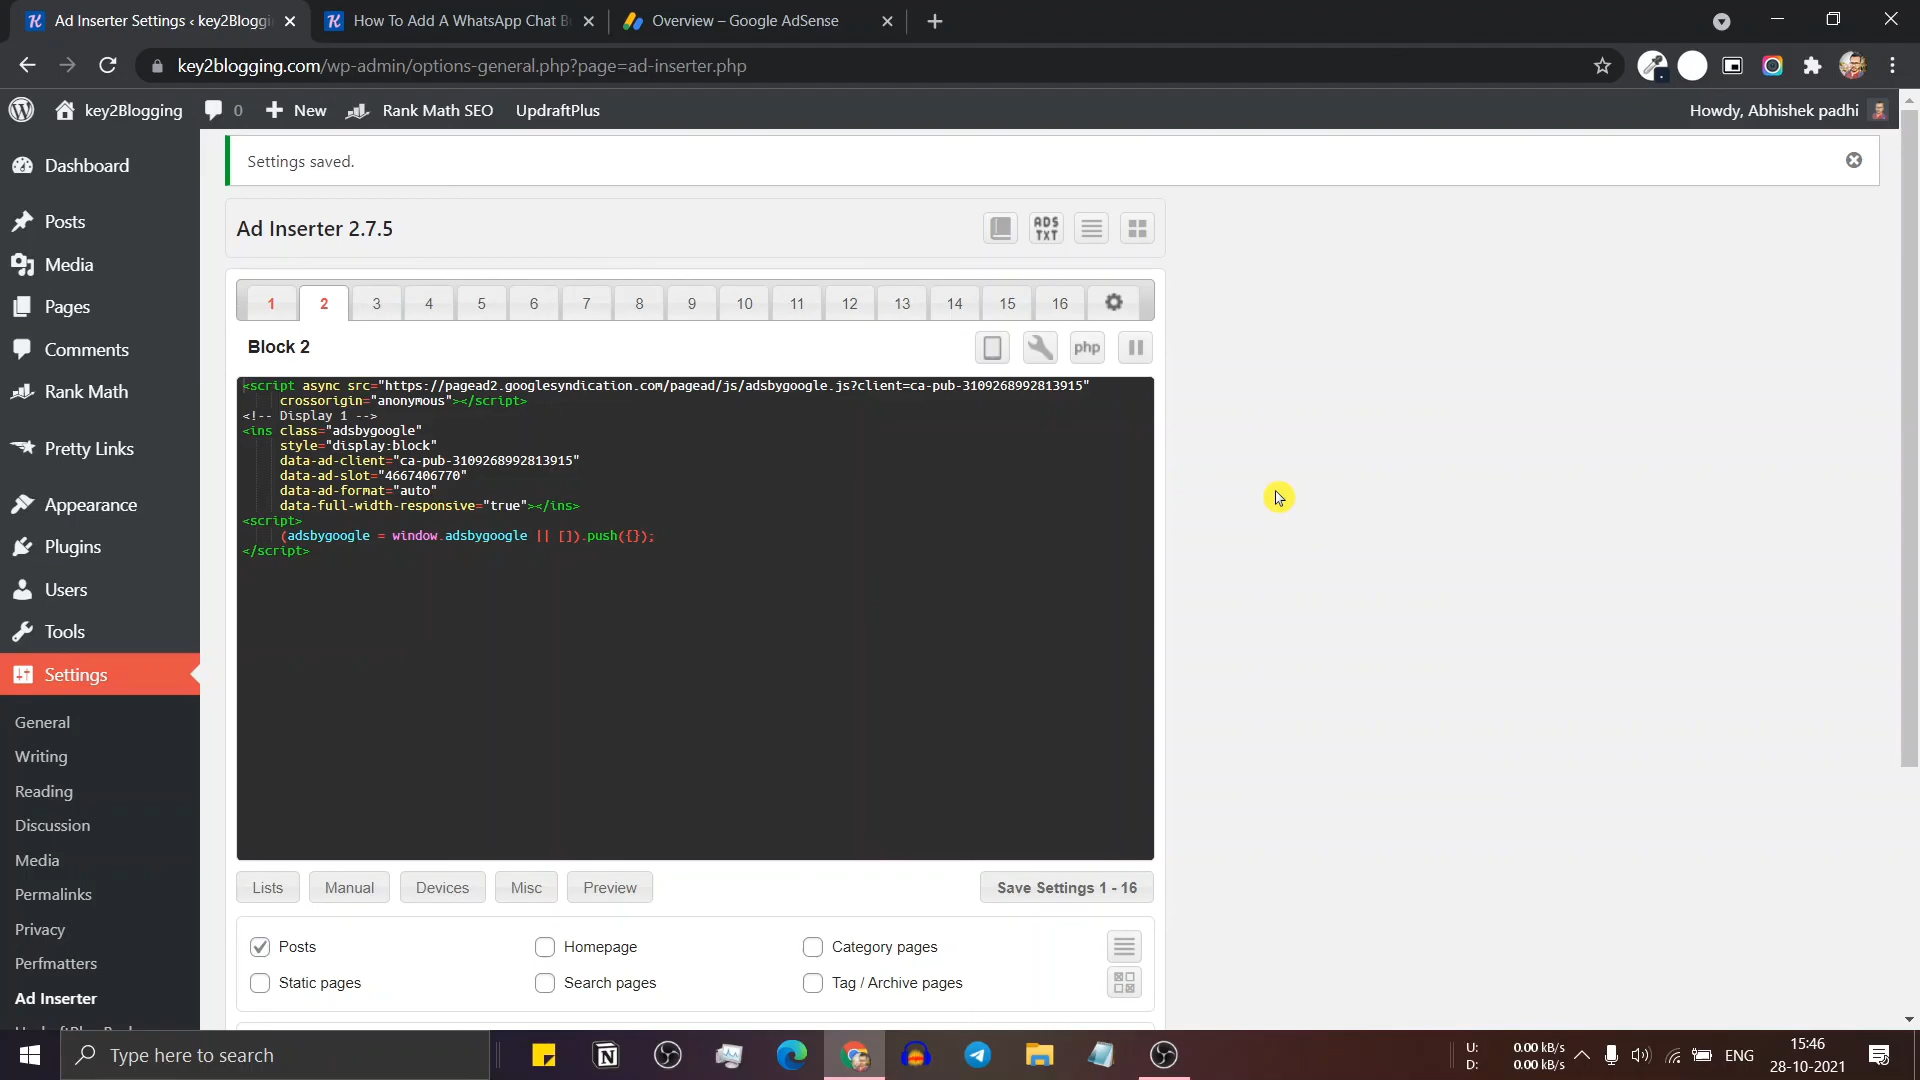 Ad Inserter Settings ‹ key2Bloggi
How To Add A WhatsApp Chat B
Overview – Google AdSense
key2blogging.com/wp-admin/options-general.php?page=ad-inserter.php
key2Blogging
0
New
Rank Math SEO
UpdraftPlus
Howdy, Abhishek padhi
Dashboard
Posts
Media
Pages
Comments
Rank Math
Pretty Links
Appearance
Plugins
Users
Tools
Settings
General
Writing
Reading
Discussion
Media
Permalinks
Privacy
Perfmatters
Ad Inserter
Settings saved.
Ad Inserter 2.7.5
ADS
TXT
1 2 3 4 5 6 7 8 9 10 11 12 13 14 15 16
Block 2
php
<script async src="https://pagead2.googlesyndication.com/pagead/js/adsbygoogle.js?client=ca-pub-3109268992813915"
crossorigin="anonymous"></script>
<!-- Display 1 -->
<ins class="adsbygoogle"
style="display:block"
data-ad-client="ca-pub-3109268992813915"
data-ad-slot="4667406770"
data-ad-format="auto"
data-full-width-responsive="true"></ins>
<script>
(adsbygoogle = window.adsbygoogle || []).push({});
</script>
Lists
Manual
Devices
Misc
Preview
Save Settings 1 - 16
Posts
Homepage
Category pages
Static pages
Search pages
Tag / Archive pages
Type here to search
U: 0.00 kB/s
D: 0.00 kB/s
ENG
15:46
28-10-2021